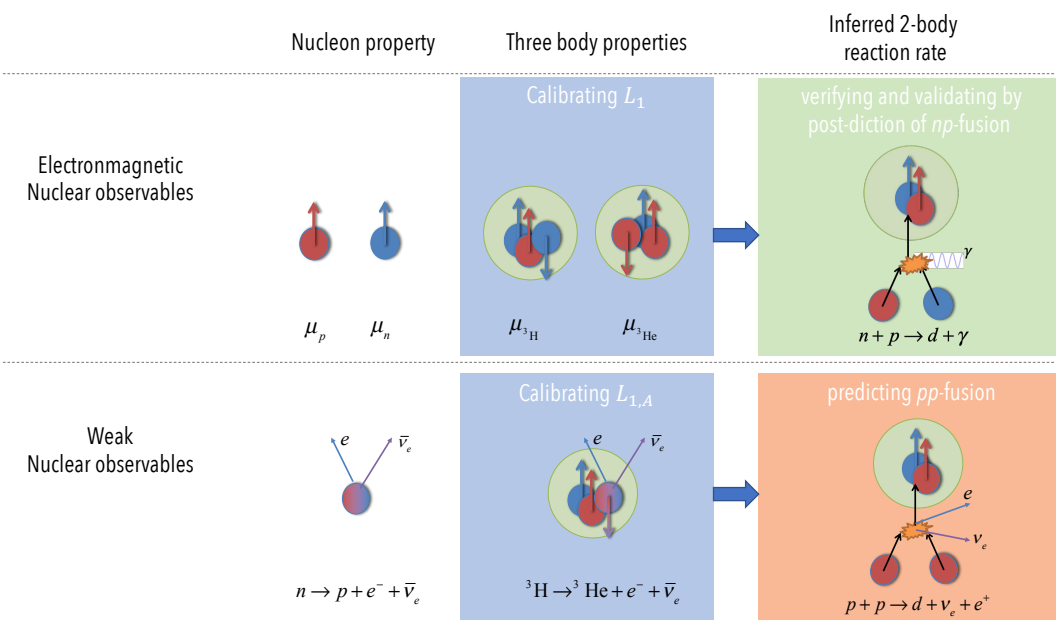 Nucleon property
Three body properties
Inferred 2-body
reaction rate
Calibrating L₁
verifying and validating by
post-diction of np-fusion
Electronmagnetic
Nuclear observables
γ
μₚ
μₙ
μ³H
μ³He
n + p → d + γ
Calibrating L₁,A
predicting pp-fusion
Weak
Nuclear observables
e
ν̅ₑ
e
ν̅ₑ
e
νₑ
n → p + e⁻ + ν̅ₑ
³H → ³He + e⁻ + ν̅ₑ
p + p → d + νₑ + e⁺